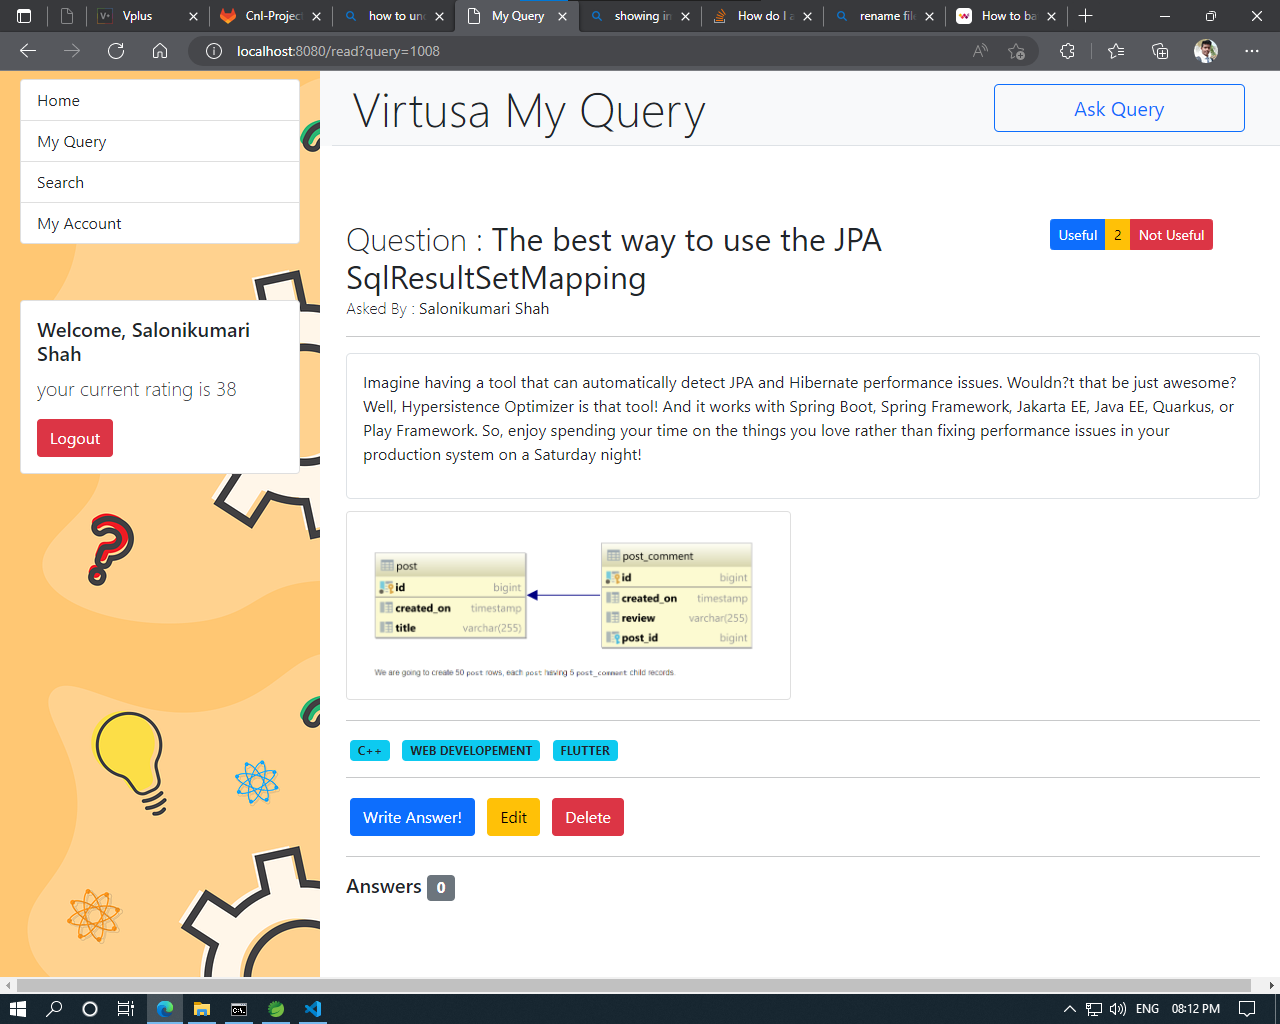 Vplus
Cnl-Project
how to und
My Query
showing in
How do I a
rename file
How to ba
localhost:8080/read?query=1008
Home
My Query
Search
My Account
Welcome, Salonikumari
Shah
your current rating is 38
Logout
Virtusa My Query
Ask Query
Question : The best way to use the JPA
SqlResultSetMapping
Asked By : Salonikumari Shah
Useful 2 Not Useful
Imagine having a tool that can automatically detect JPA and Hibernate performance issues. Wouldn?t that be just awesome?
Well, Hypersistence Optimizer is that tool! And it works with Spring Boot, Spring Framework, Jakarta EE, Java EE, Quarkus, or
Play Framework. So, enjoy spending your time on the things you love rather than fixing performance issues in your
production system on a Saturday night!
post
id bigint
created_on timestamp
title varchar(255)
post_comment
id bigint
created_on timestamp
review varchar(255)
post_id bigint
We are going to create 50 post rows, each post having 5 post_comment child records.
C++ WEB DEVELOPEMENT FLUTTER
Write Answer! Edit Delete
Answers 0
ENG 08:12 PM